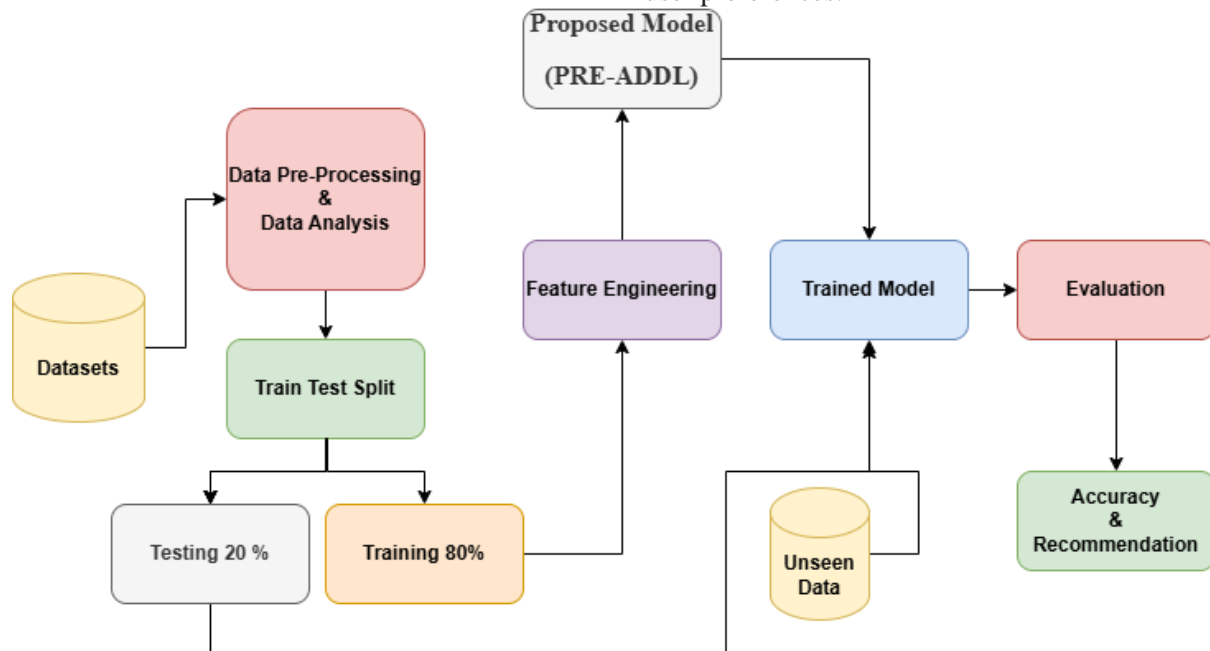 Proposed Model
(PRE-ADDL)
Data Pre-Processing
&
Data Analysis
Datasets
Feature Engineering
Trained Model
Evaluation
Train Test Split
Testing 20 %
Training 80%
Unseen
Data
Accuracy
&
Recommendation